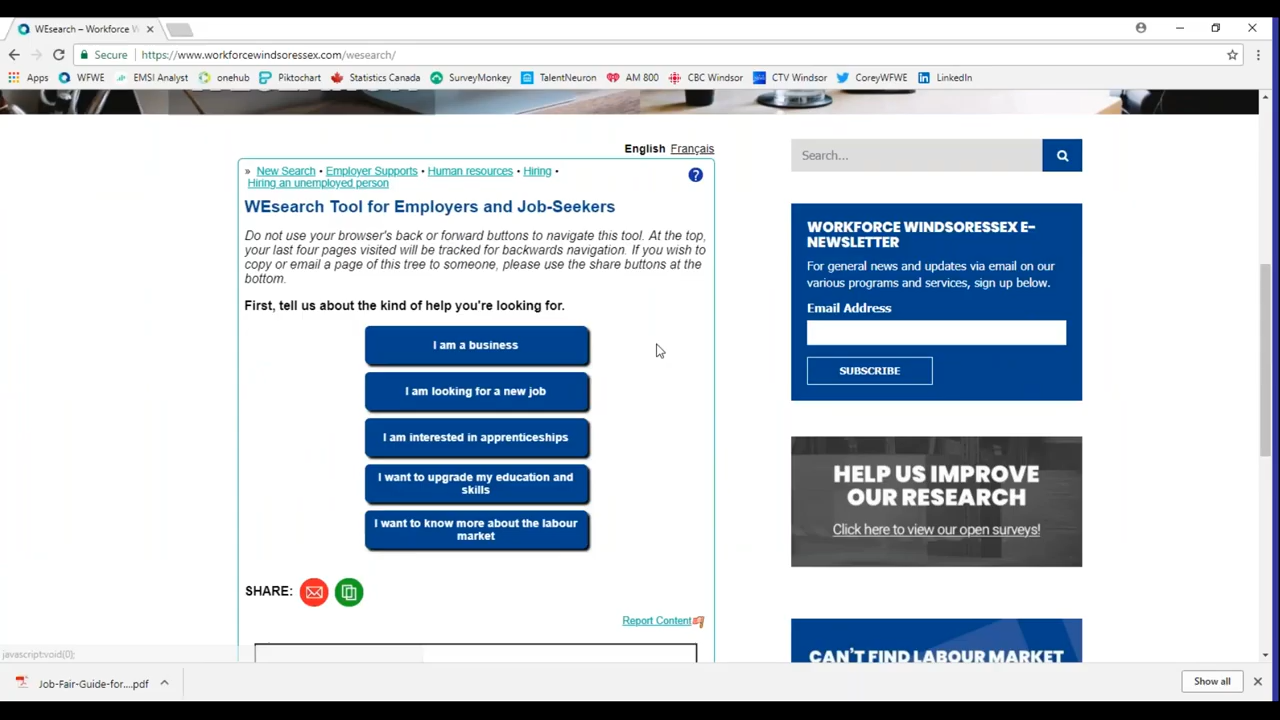 WEsearch – Workforce W
Secure https://www.workforcewindsoressex.com/wesearch/
Apps WFWE EMSI Analyst onehub Piktochart Statistics Canada SurveyMonkey TalentNeuron AM 800 CBC Windsor CTV Windsor CoreyWFWE LinkedIn
English Français
» New Search • Employer Supports • Human resources • Hiring •
Hiring an unemployed person
?
WEsearch Tool for Employers and Job-Seekers
Do not use your browser's back or forward buttons to navigate this tool. At the top,
your last four pages visited will be tracked for backwards navigation. If you wish to
copy or email a page of this tree to someone, please use the share buttons at the
bottom.
First, tell us about the kind of help you're looking for.
I am a business
I am looking for a new job
I am interested in apprenticeships
I want to upgrade my education and
skills
I want to know more about the labour
market
SHARE:
Report Content
Search...
WORKFORCE WINDSORESSEX E-
NEWSLETTER
For general news and updates via email on our
various programs and services, sign up below.
Email Address
SUBSCRIBE
HELP US IMPROVE
OUR RESEARCH
Click here to view our open surveys!
CAN'T FIND LABOUR MARKET
javascript:void(0);
Job-Fair-Guide-for....pdf
Show all